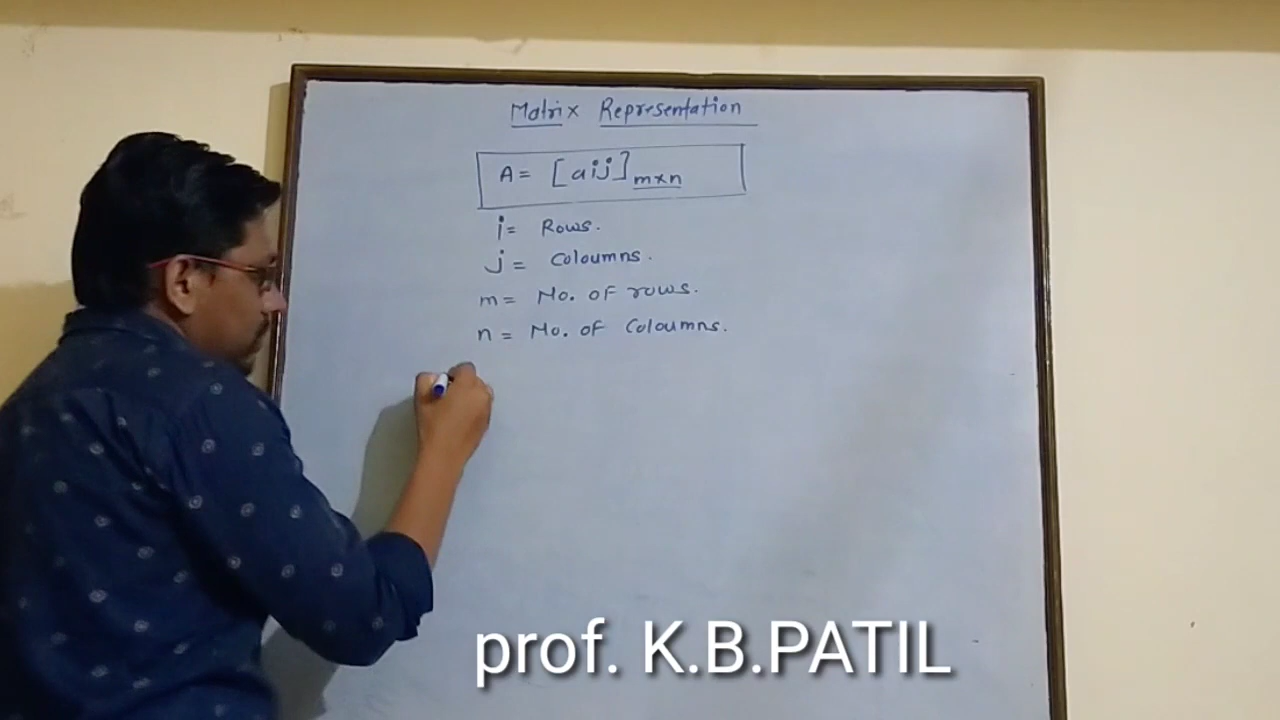 Matrix Representation
A = [aij]m×n
i = Rows.
j = Coloumns.
m = No. of rows.
n = No. of Coloumns.
prof. K.B.PATIL